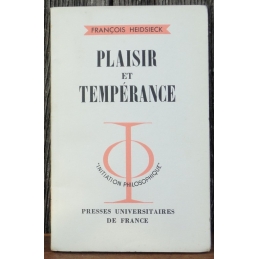 FRANÇOIS HEIDSIECK
PLAISIR
ET
TEMPÉRANCE
"INITIATION PHILOSOPHIQUE"
PRESSES UNIVERSITAIRES
DE FRANCE